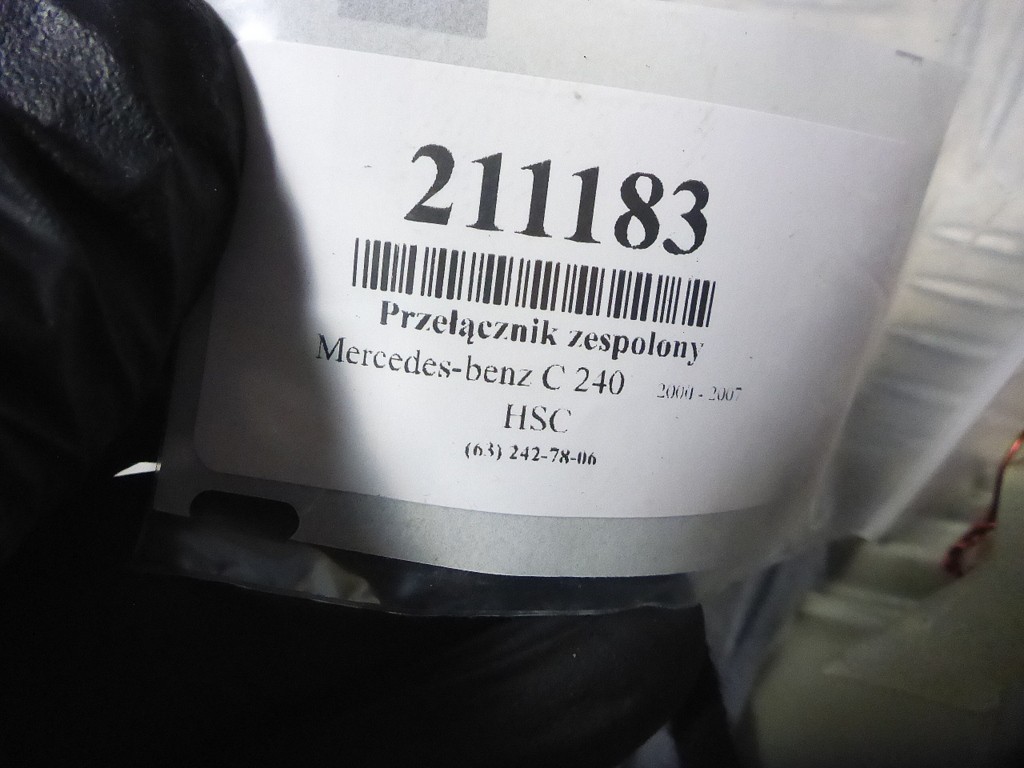 211183
Przełącznik zespolony
Mercedes-benz C 240 2000 - 2007
HSC
(63) 242-78-06